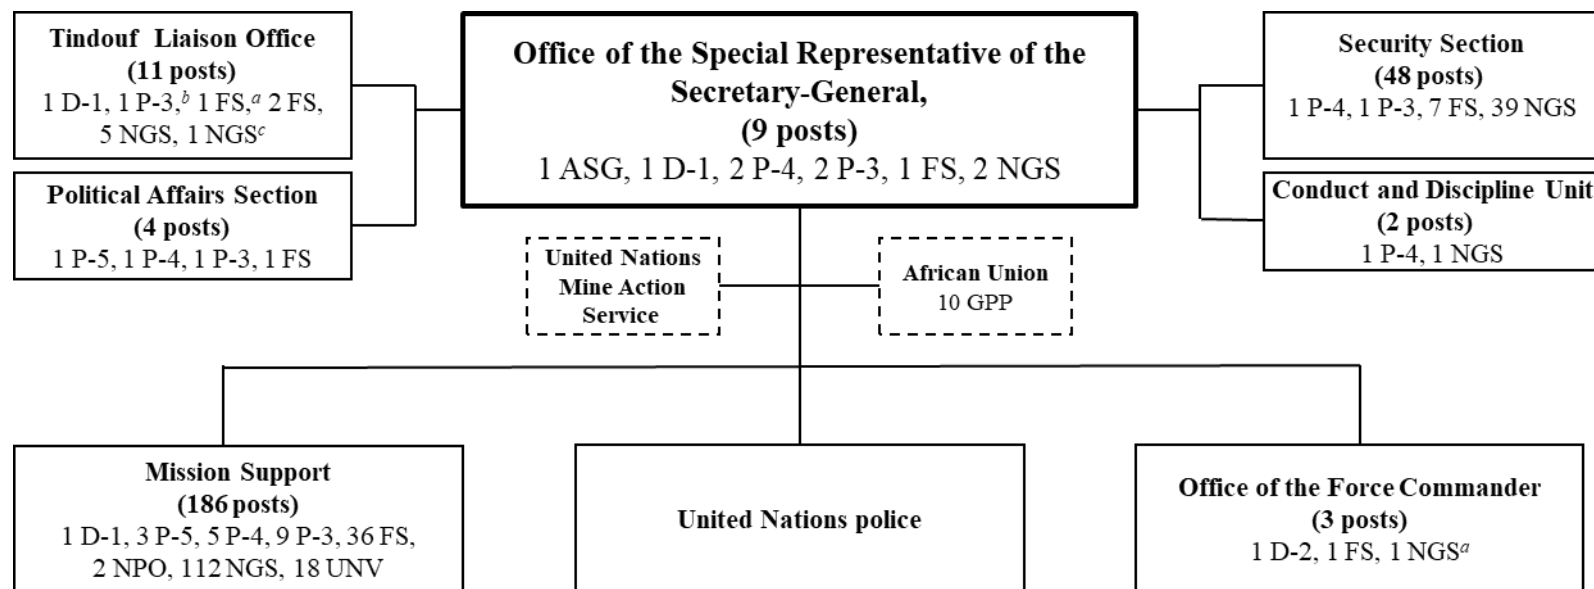 Tindouf Liaison Office
(11 posts)
1 D-1, 1 P-3,ᵇ 1 FS,ᵃ 2 FS,
5 NGS, 1 NGSᶜ
Political Affairs Section
(4 posts)
1 P-5, 1 P-4, 1 P-3, 1 FS
Office of the Special Representative of the
Secretary-General,
(9 posts)
1 ASG, 1 D-1, 2 P-4, 2 P-3, 1 FS, 2 NGS
Security Section
(48 posts)
1 P-4, 1 P-3, 7 FS, 39 NGS
Conduct and Discipline Unit
(2 posts)
1 P-4, 1 NGS
United Nations
Mine Action
Service
African Union
10 GPP
Mission Support
(186 posts)
1 D-1, 3 P-5, 5 P-4, 9 P-3, 36 FS,
2 NPO, 112 NGS, 18 UNV
United Nations police
Office of the Force Commander
(3 posts)
1 D-2, 1 FS, 1 NGSᵃ